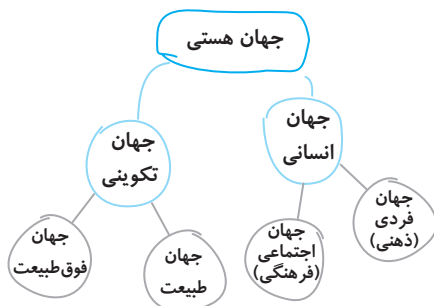 جهان هستی
جهان
انسانی
جهان
تکوینی
جهان
فردی
(ذهنی)
جهان
اجتماعی
(فرهنگی)
جهان
طبیعت
جهان
فوق‌طبیعت